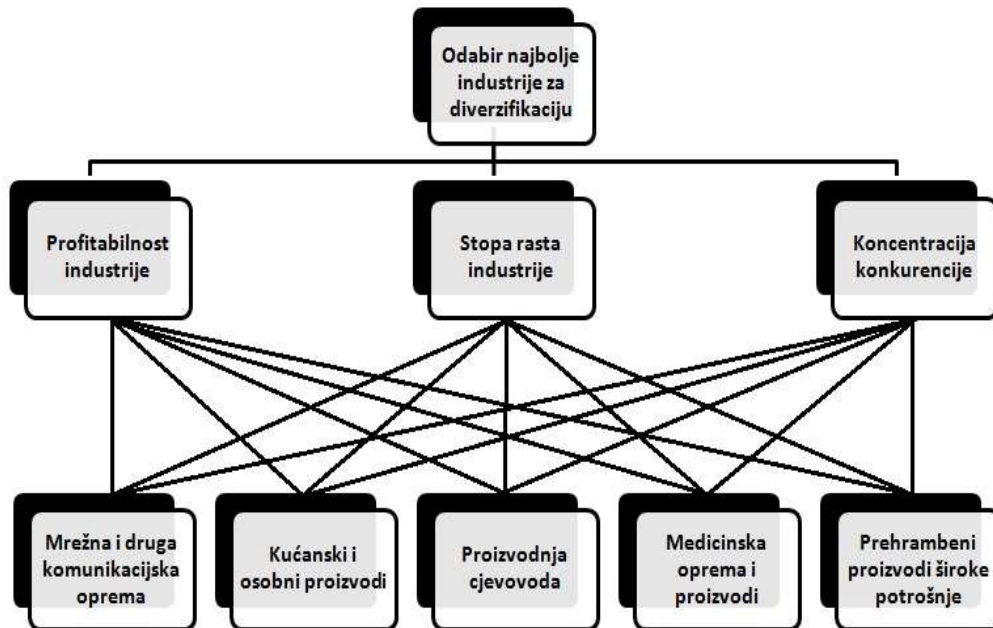 Odabir najbolje
industrije za
diverzifikaciju
Profitabilnost
industrije
Stopa rasta
industrije
Koncentracija
konkurencije
Mrežna i druga
komunikacijska
oprema
Kućanski i
osobni proizvodi
Proizvodnja
cjevovoda
Medicinska
oprema i
proizvodi
Prehrambeni
proizvodi široke
potrošnje